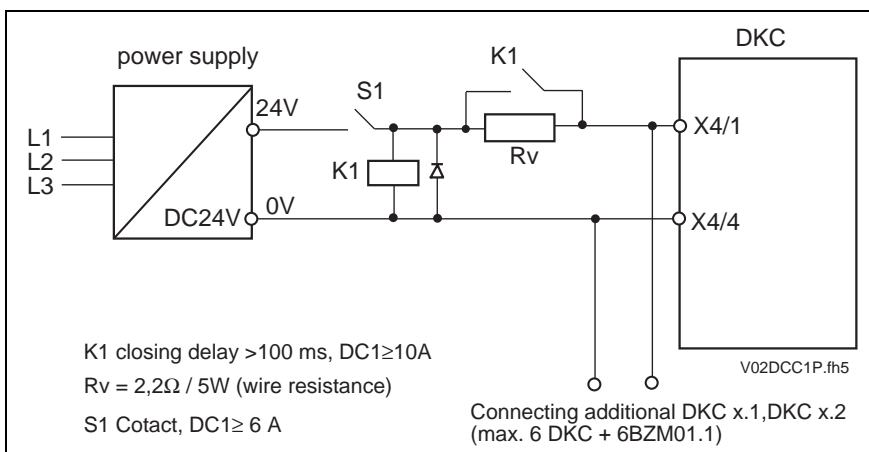 DKC
power supply
K1
S1
24V
L1
L2
L3
K1
Rv
X4/1
DC24V
0V
X4/4
K1 closing delay >100 ms, DC1≥10A
Rv = 2,2Ω / 5W (wire resistance)
S1 Cotact, DC1≥ 6 A
V02DCC1P.fh5
Connecting additional DKC x.1,DKC x.2
(max. 6 DKC + 6BZM01.1)